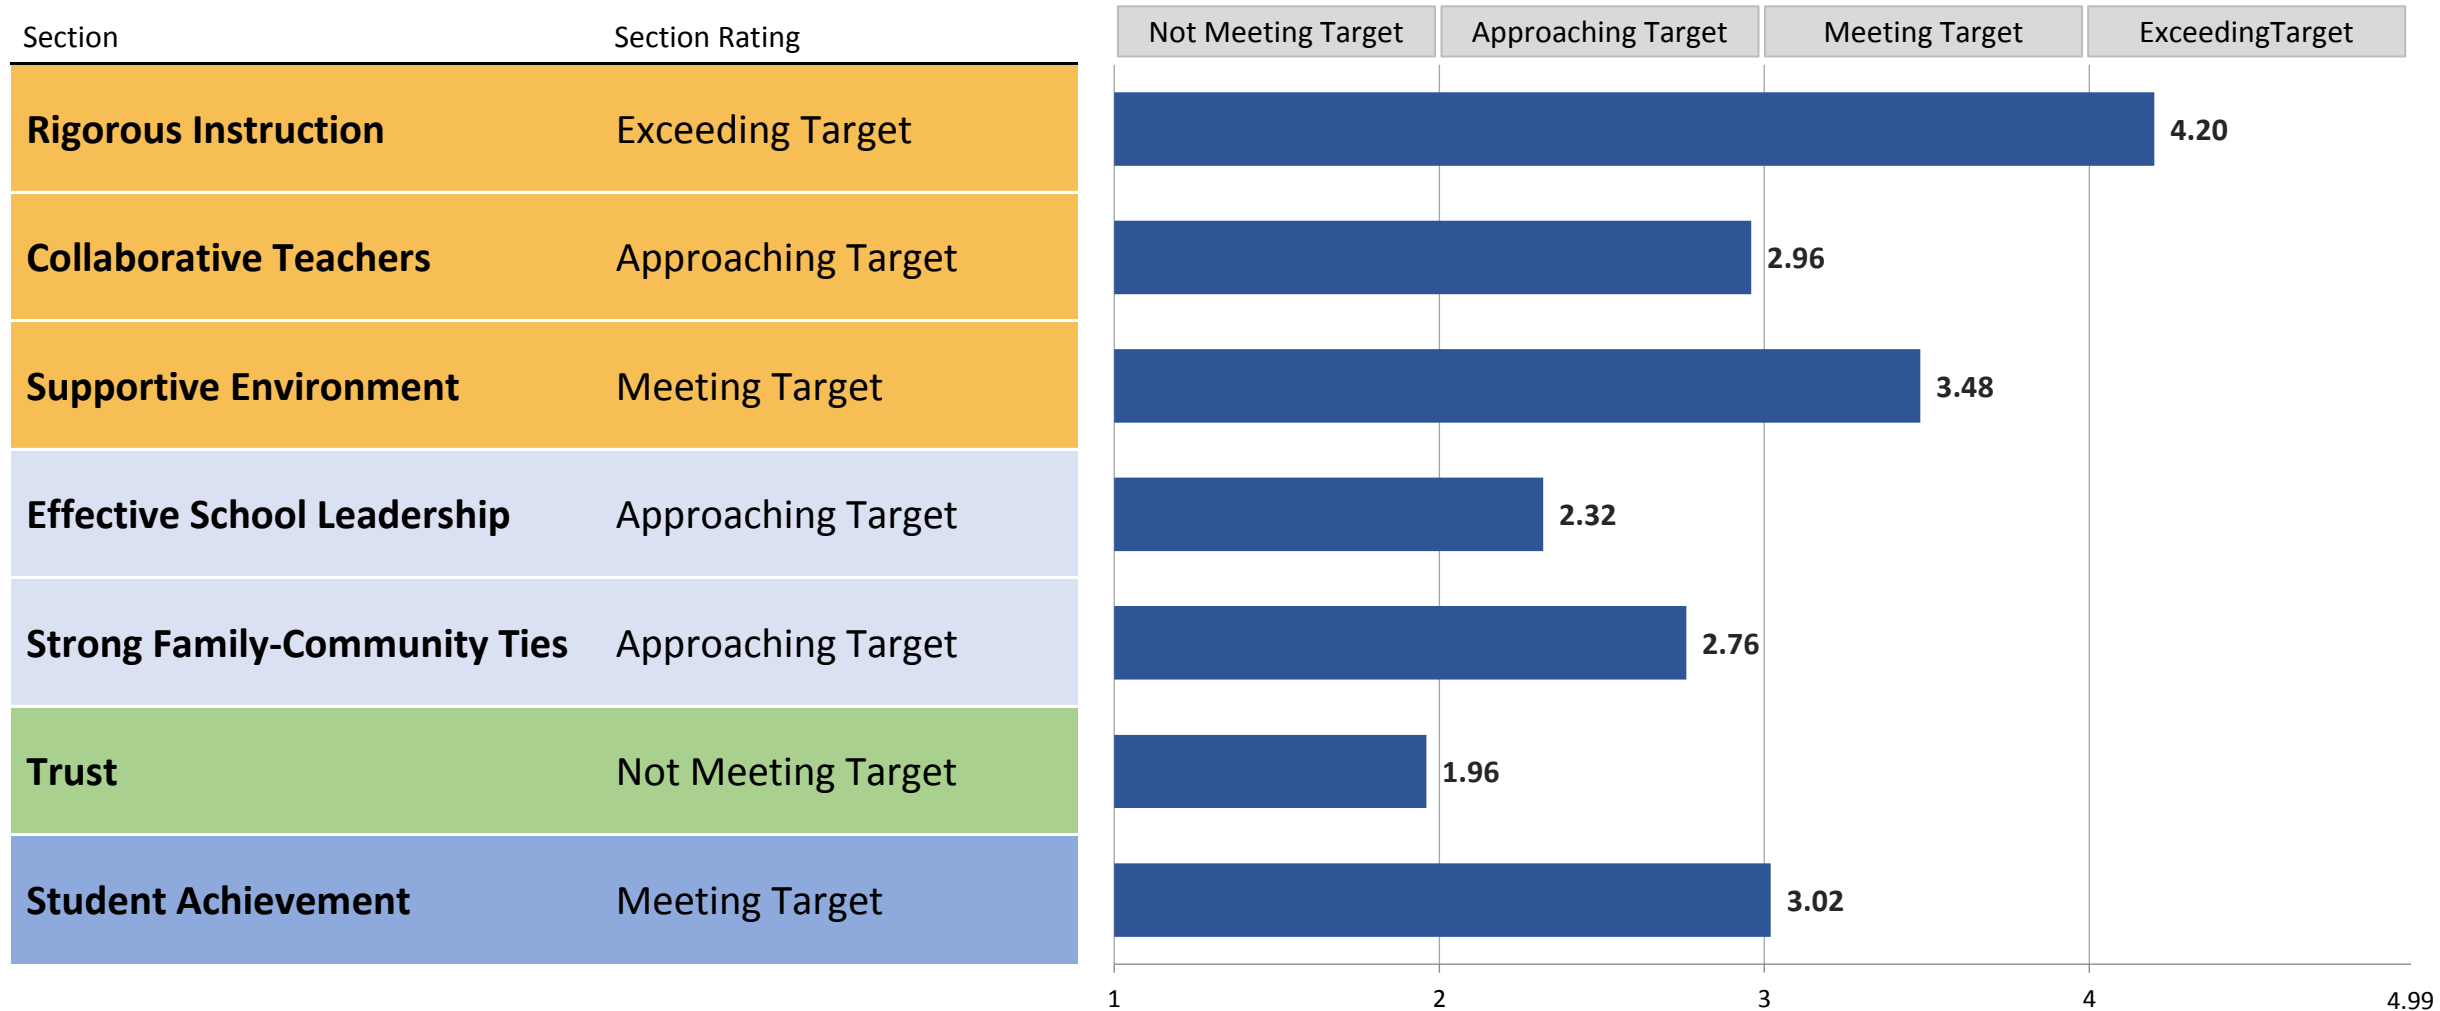 Section Section Rating Not Meeting Target Approaching Target Meeting Target ExceedingTarget
Rigorous Instruction Exceeding Target 4.20
Collaborative Teachers Approaching Target 2.96
Supportive Environment Meeting Target 3.48
Effective School Leadership Approaching Target 2.32
Strong Family-Community Ties Approaching Target 2.76
Trust Not Meeting Target 1.96
Student Achievement Meeting Target 3.02
1 2 3 4 4.99